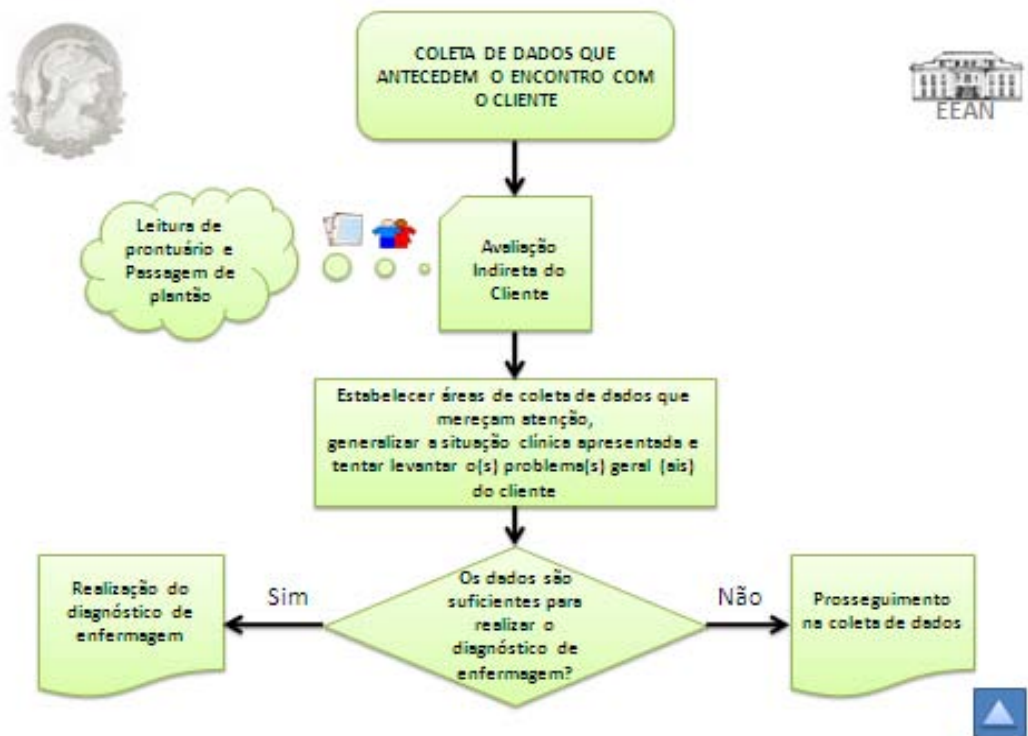 COLETA DE DADOS QUE
ANTECEDEM O ENCONTRO COM
O CLIENTE
EEAN
Leitura de
prontuário e
Passagem de
plantão
Avaliação
Indireta do
Cliente
Estabelecer áreas de coleta de dados que
mereçam atenção,
generalizar a situação clínica apresentada e
tentar levantar o(s) problema(s) geral (ais)
do cliente
Realização do
diagnóstico de
enfermagem
Sim
Os dados são
suficientes para
realizar o
diagnóstico de
enfermagem?
Não
Prosseguimento
na coleta de dados